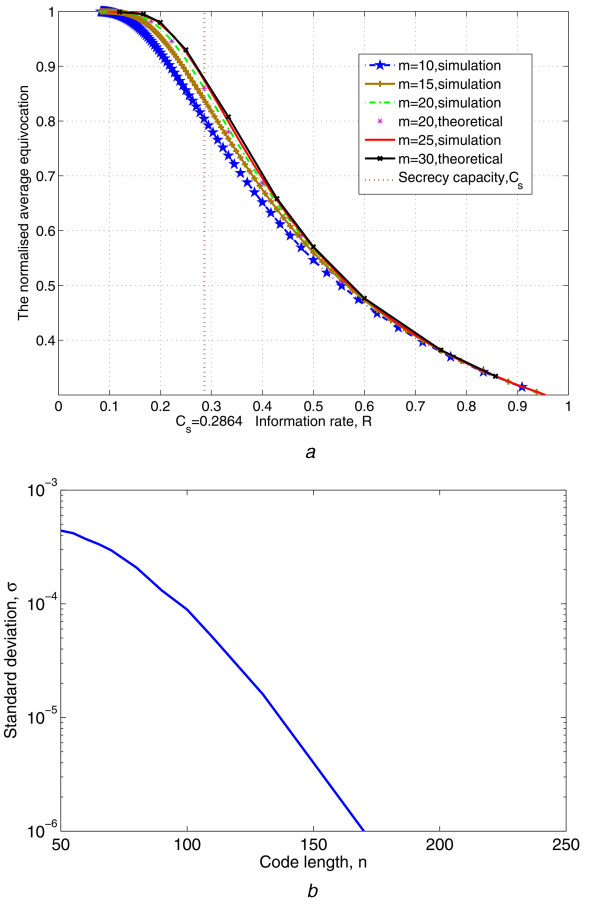 1
0.9
0.8
0.7
0.6
0.5
0.4
The normalised average equivocation
m=10,simulation
m=15,simulation
m=20,simulation
m=20,theoretical
m=25,simulation
m=30,theoretical
Secrecy capacity,Cs
0 0.1 0.2 0.3 0.4 0.5 0.6 0.7 0.8 0.9 1
Cs=0.2864 Information rate, R
a
10-3
10-4
10-5
10-6
Standard deviation, σ
50 100 150 200 250
Code length, n
b